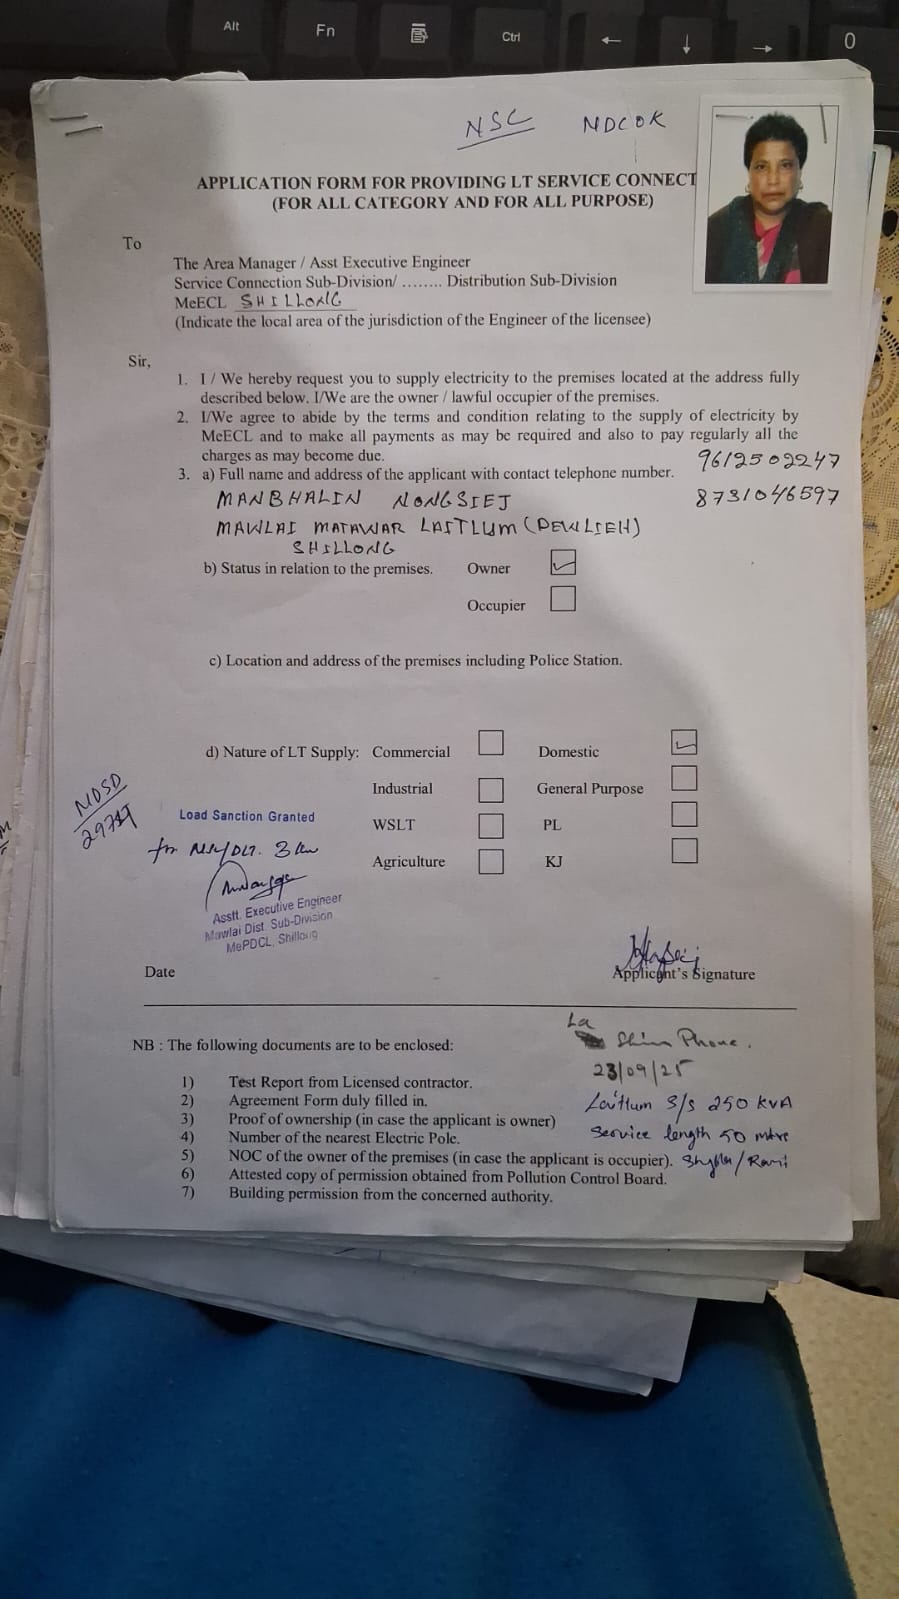 Alt Fn Ctrl ← ↓ → 0
NSC NDCOK
APPLICATION FORM FOR PROVIDING LT SERVICE CONNECT
(FOR ALL CATEGORY AND FOR ALL PURPOSE)
To
The Area Manager / Asst Executive Engineer
Service Connection Sub-Division/ ........ Distribution Sub-Division
MeECL SHILLONG
(Indicate the local area of the jurisdiction of the Engineer of the licensee)
Sir,
1. I / We hereby request you to supply electricity to the premises located at the address fully
described below. I/We are the owner / lawful occupier of the premises.
2. I/We agree to abide by the terms and condition relating to the supply of electricity by
MeECL and to make all payments as may be required and also to pay regularly all the
charges as may become due.
9612502247
3. a) Full name and address of the applicant with contact telephone number.
MANBHALIN NONGSIEJ 8731046597
MAWLAI MATAWAR LAITLUM (DEWLIEH)
SHILLONG
b) Status in relation to the premises. Owner
Occupier
c) Location and address of the premises including Police Station.
d) Nature of LT Supply: Commercial Domestic
Industrial General Purpose
MDSD
Load Sanction Granted
WSLT PL
for 3 kw
Agriculture KJ
Asstt. Executive Engineer
Mawlai Dist. Sub-Division
MePDCL, Shillong
Date Applicant's Signature
La
Shim Phone.
NB : The following documents are to be enclosed:
23/09/25
1) Test Report from Licensed contractor.
2) Agreement Form duly filled in.
Laitlum S/S 250 KVA
3) Proof of ownership (in case the applicant is owner)
4) Number of the nearest Electric Pole.
Service length 50 mtre
5) NOC of the owner of the premises (in case the applicant is occupier).
6) Attested copy of permission obtained from Pollution Control Board.
7) Building permission from the concerned authority.